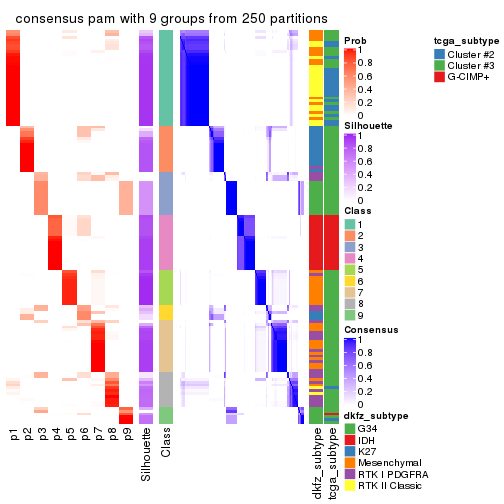 consensus pam with 9 groups from 250 partitions
Prob
1
0.8
0.6
0.4
0.2
0
Silhouette
1
0.8
0.6
0.4
0.2
0
Class
1
2
3
4
5
6
7
8
9
Consensus
1
0.8
0.6
0.4
0.2
0
dkfz_subtype
G34
IDH
K27
Mesenchymal
RTK I PDGFRA
RTK II Classic
tcga_subtype
Cluster #2
Cluster #3
G-CIMP+
p1
p2
p3
p4
p5
p6
p7
p8
p9
Silhouette
Class
dkfz_subtype
tcga_subtype